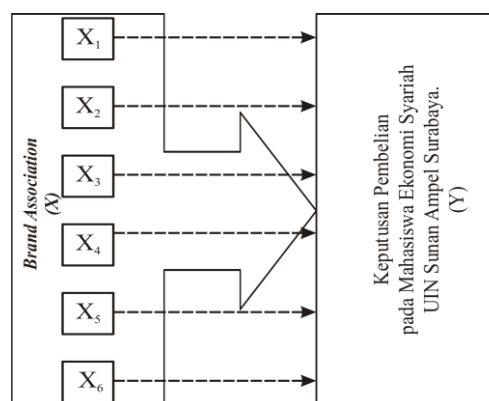 Brand Association
(X)
X₁
X₂
X₃
X₄
X₅
X₆
Keputusan Pembelian
pada Mahasiswa Ekonomi Syariah
UIN Sunan Ampel Surabaya.
(Y)